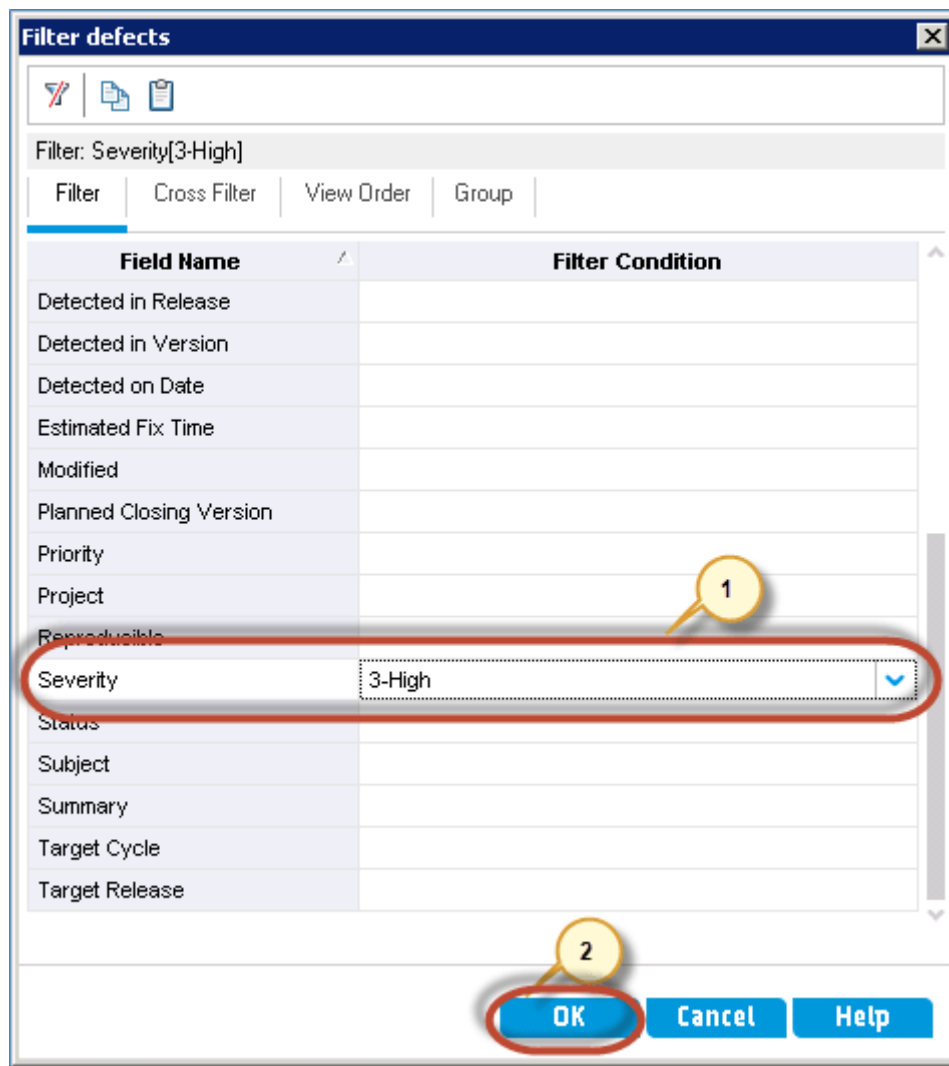 Filter defects
Filter: Severity[3-High]
Filter Cross Filter View Order Group
Field Name Filter Condition
Detected in Release
Detected in Version
Detected on Date
Estimated Fix Time
Modified
Planned Closing Version
Priority
Project
1
Reproducible
Severity 3-High
Status
Subject
Summary
Target Cycle
Target Release
2
OK Cancel Help